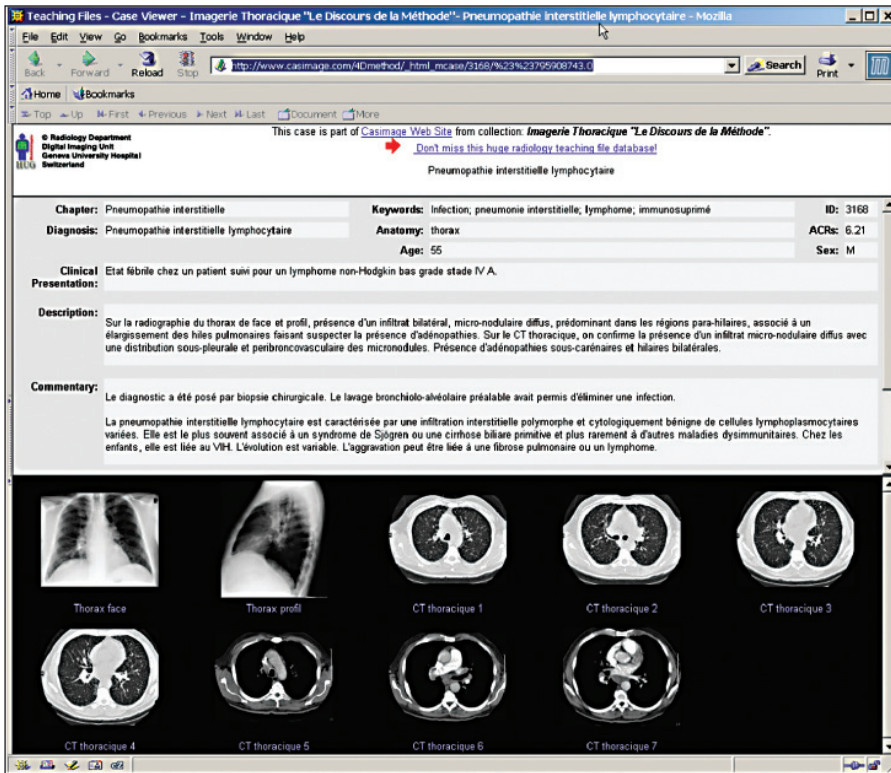 Teaching Files - Case Viewer - Imagerie Thoracique "Le Discours de la Méthode"- Pneumopathie interstitielle lymphocytaire - Mozilla
File Edit View Go Bookmarks Tools Window Help
Back Forward Reload Stop http://www.casimage.com/4Dmethod/_html_mcase/3168/%23%23795908743.0 Search Print
Home Bookmarks
Top Up First Previous Next Last Document More
© Radiology Department
Digital Imaging Unit
Geneva University Hospital
Switzerland
HUG
This case is part of Casimage Web Site from collection: Imagerie Thoracique "Le Discours de la Méthode".
Don't miss this huge radiology teaching file database!
Pneumopathie interstitielle lymphocytaire
Chapter: Pneumopathie interstitielle Keywords: Infection; pneumonie interstitielle; lymphome; immunosuprimé ID: 3168
Diagnosis: Pneumopathie interstitielle lymphocytaire Anatomy: thorax ACRs: 6.21
Age: 55 Sex: M
Clinical Presentation: Etat fébrile chez un patient suivi pour un lymphome non-Hodgkin bas grade stade IV A.
Description:
Sur la radiographie du thorax de face et profil, présence d'un infiltrat bilatéral, micro-nodulaire diffus, prédominant dans les régions para-hilaires, associé à un
élargissement des hiles pulmonaires faisant suspecter la présence d'adénopathies. Sur le CT thoracique, on confirme la présence d'un infiltrat micro-nodulaire diffus avec
une distribution sous-pleurale et peribroncovasculaire des micronodules. Présence d'adénopathies sous-carénaires et hilaires bilatérales.
Commentary:
Le diagnostic a été posé par biopsie chirurgicale. Le lavage bronchiolo-alvéolaire préalable avait permis d'éliminer une infection.
La pneumopathie interstitielle lymphocytaire est caractérisée par une infiltration interstitielle polymorphe et cytologiquement bénigne de cellules lymphoplasmocytaires
variées. Elle est le plus souvent associé à un syndrome de Sjögren ou une cirrhose biliare primitive et plus rarement à d'autres maladies dysimmunitaires. Chez les
enfants, elle est liée au VIH. L'évolution est variable. L'aggravation peut être liée à une fibrose pulmonaire ou un lymphome.
Thorax face Thorax profil CT thoracique 1 CT thoracique 2 CT thoracique 3
CT thoracique 4 CT thoracique 5 CT thoracique 6 CT thoracique 7